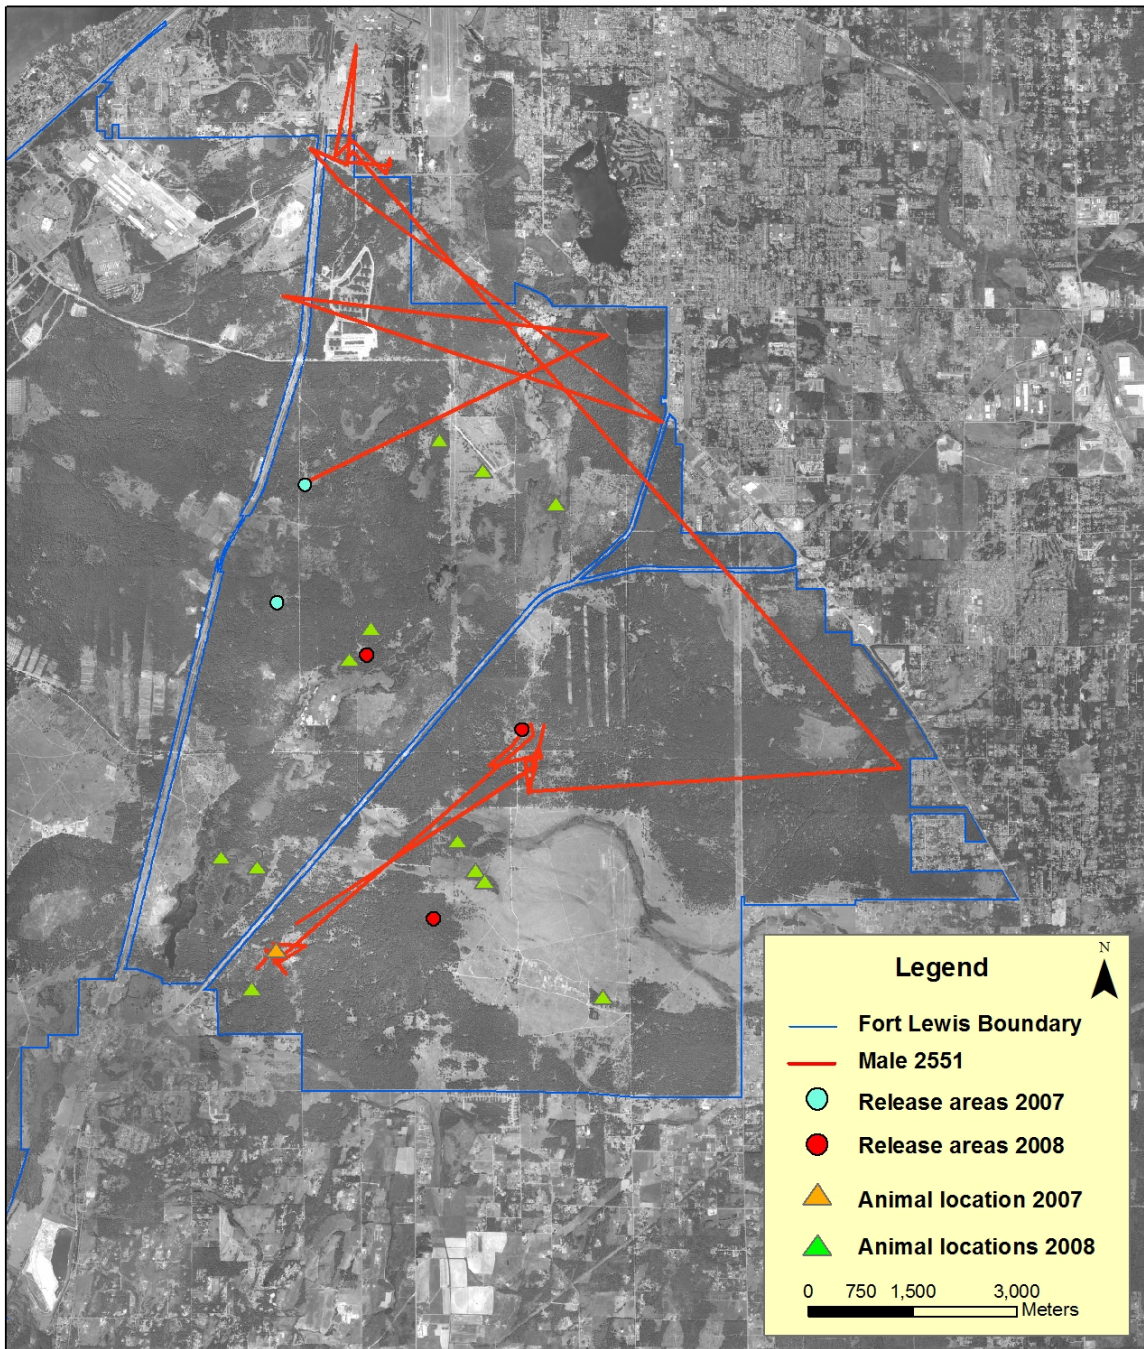 N
Legend
Fort Lewis Boundary
Male 2551
Release areas 2007
Release areas 2008
Animal location 2007
Animal locations 2008
0 750 1,500 3,000
Meters